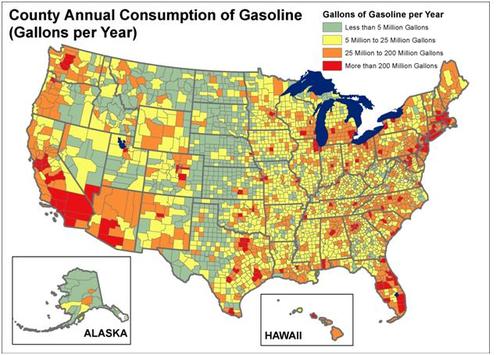 County Annual Consumption of Gasoline
(Gallons per Year)
Gallons of Gasoline per Year
Less than 5 Million Gallons
5 Million to 25 Million Gallons
25 Million to 200 Million Gallons
More than 200 Million Gallons
ALASKA
HAWAII